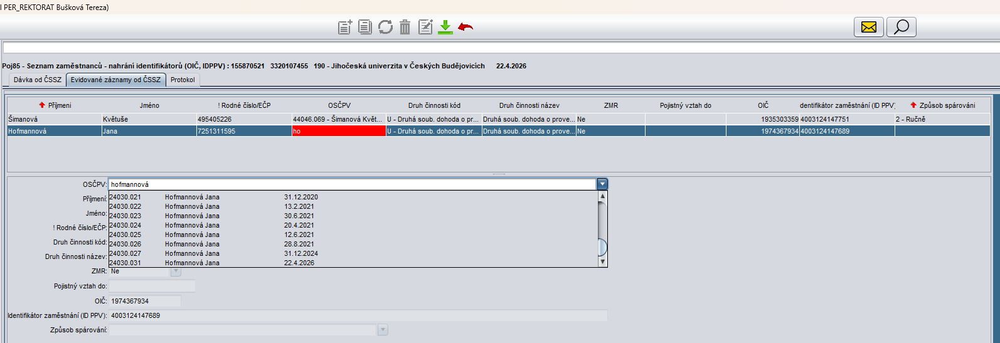 I PER_REKTORAT Bušková Tereza)
Poj85 - Seznam zaměstnanců - nahrání identifikátorů (OIČ, IDPPV) : 155870521 3320107455 190 - Jihočeská univerzita v Českých Budějovicích 22.4.2026
Dávka od ČSSZ Evidované záznamy od ČSSZ Protokol
Příjmeni Jméno ! Rodné číslo/EČP OSČPV Druh činnosti kód Druh činnosti název ZMR Pojistný vztah do OIČ dentifikátor zaměstnání (ID PPV) Způsob spárováni
Šimanová Květuše 495405226 44046.069 - Šimanová Květ... U - Druhá soub. dohoda o pr... Druhá soub. dohoda o prove... Ne 1935303359 4003124147751 2 - Ručně
Hofmannová Jana 7251311595 ho U - Druhá soub. dohoda o pr... Druhá soub. dohoda o prove... Ne 1974367934 4003124147689
OSČPV: hofmannová
24030.021 Hofmannová Jana 31.12.2020
Příjmení:
24030.022 Hofmannová Jana 13.2.2021
Jméno:
24030.023 Hofmannová Jana 30.6.2021
! Rodné číslo/EČP:
24030.024 Hofmannová Jana 20.4.2021
24030.025 Hofmannová Jana 12.6.2021
Druh činnosti kód:
24030.026 Hofmannová Jana 28.8.2021
Druh činnosti název:
24030.027 Hofmannová Jana 31.12.2024
24030.031 Hofmannová Jana 22.4.2026
ZMR: Ne
Pojistný vztah do:
OIČ: 1974367934
Identifikátor zaměstnání (ID PPV): 4003124147689
Způsob spárování: